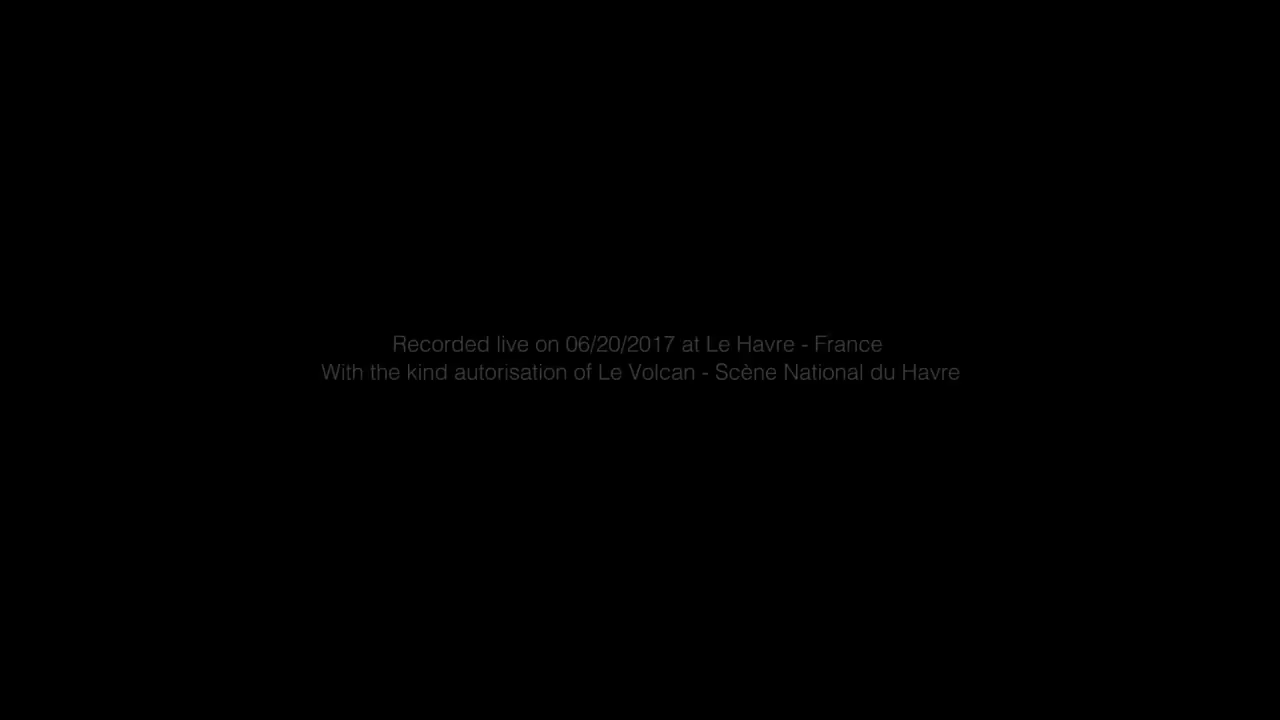 Recorded live on 06/20/2017 at Le Havre - France
With the kind autorisation of Le Volcan - Scène National du Havre